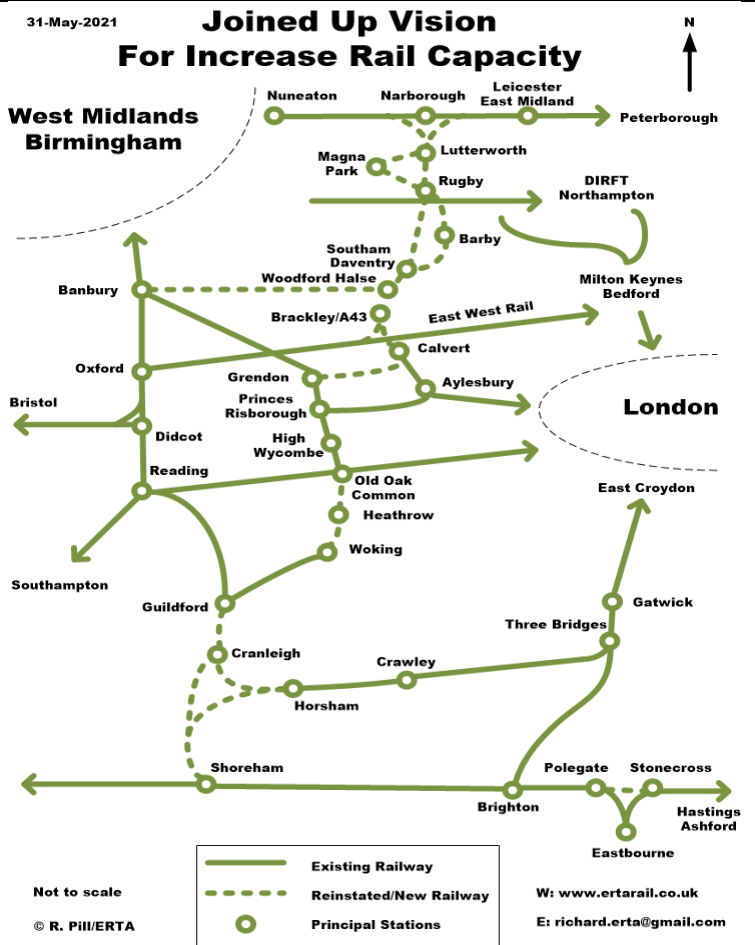 31-May-2021
Joined Up Vision
For Increase Rail Capacity
N
West Midlands
Birmingham
Nuneaton
Narborough
Leicester
East Midland
Peterborough
Magna
Park
Lutterworth
Rugby
DIRFT
Northampton
Barby
Southam
Daventry
Woodford Halse
Banbury
Milton Keynes
Bedford
Brackley/A43
East West Rail
Calvert
Oxford
Grendon
Aylesbury
Bristol
Princes
Risborough
London
Didcot
High
Wycombe
Reading
Old Oak
Common
East Croydon
Heathrow
Woking
Southampton
Guildford
Gatwick
Three Bridges
Cranleigh
Crawley
Horsham
Shoreham
Polegate
Stonecross
Brighton
Hastings
Ashford
Eastbourne
Existing Railway
Reinstated/New Railway
Principal Stations
Not to scale
© R. Pill/ERTA
W: www.ertarail.co.uk
E: richard.erta@gmail.com